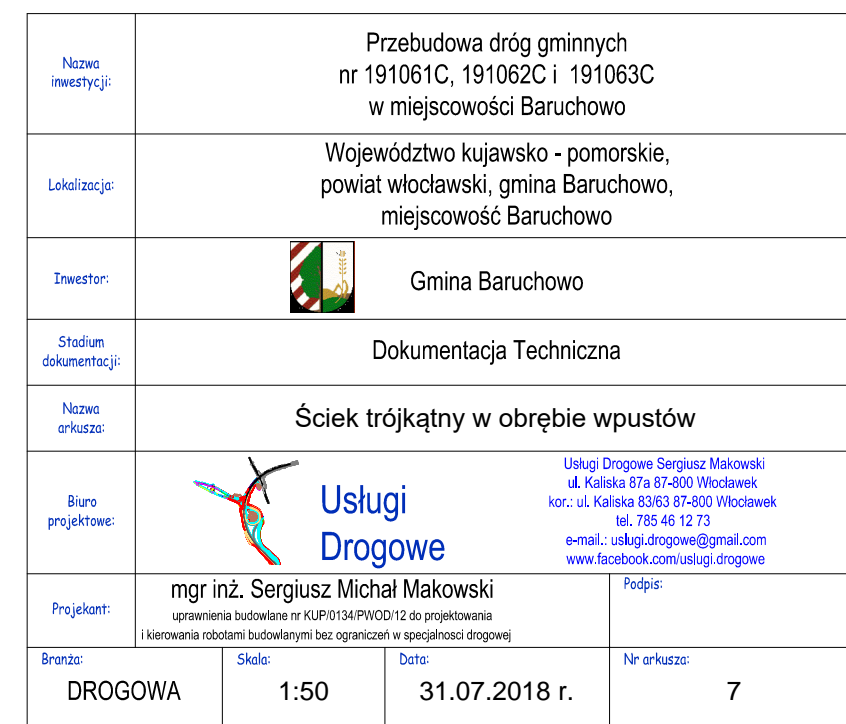 Nazwa
inwestycji:
Przebudowa dróg gminnych
nr 191061C, 191062C i 191063C
w miejscowości Baruchowo
Lokalizacja:
Województwo kujawsko - pomorskie,
powiat włocławski, gmina Baruchowo,
miejscowość Baruchowo
Inwestor:
Gmina Baruchowo
Stadium
dokumentacji:
Dokumentacja Techniczna
Nazwa
arkusza:
Ściek trójkątny w obrębie wpustów
Biuro
projektowe:
Usługi
Drogowe
Usługi Drogowe Sergiusz Makowski
ul. Kaliska 87a 87-800 Włocławek
kor.: ul. Kaliska 83/63 87-800 Włocławek
tel. 785 46 12 73
e-mail.: uslugi.drogowe@gmail.com
www.facebook.com/uslugi.drogowe
Projekant:
mgr inż. Sergiusz Michał Makowski
uprawnienia budowlane nr KUP/0134/PWOD/12 do projektowania
i kierowania robotami budowlanymi bez ograniczeń w specjalnosci drogowej
Podpis:
Branża:
DROGOWA
Skala:
1:50
Data:
31.07.2018 r.
Nr arkusza:
7